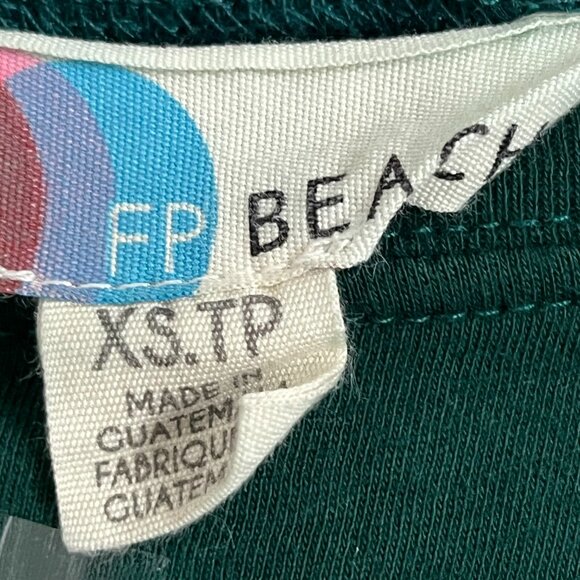 FP BEACH
XS.TP
MADE IN
GUATEM
FABRIQU
GUATEM